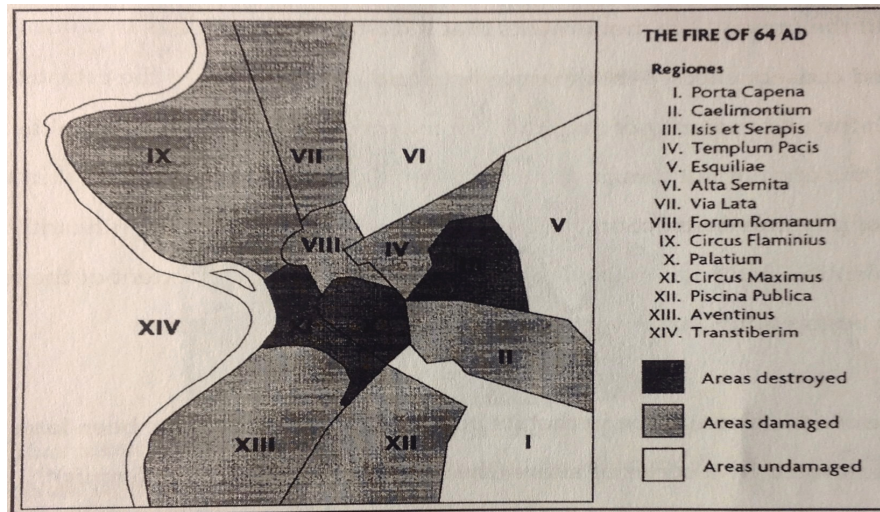 THE FIRE OF 64 AD
Regiones
I. Porta Capena
II. Caelimontium
III. Isis et Serapis
IV. Templum Pacis
V. Esquiliae
VI. Alta Semita
VII. Via Lata
VIII. Forum Romanum
IX. Circus Flaminius
X. Palatium
XI. Circus Maximus
XII. Piscina Publica
XIII. Aventinus
XIV. Transtiberim
Areas destroyed
Areas damaged
Areas undamaged
IX
VII
VI
V
VIII
IV
XIV
XI
X
II
XIII
XII
I